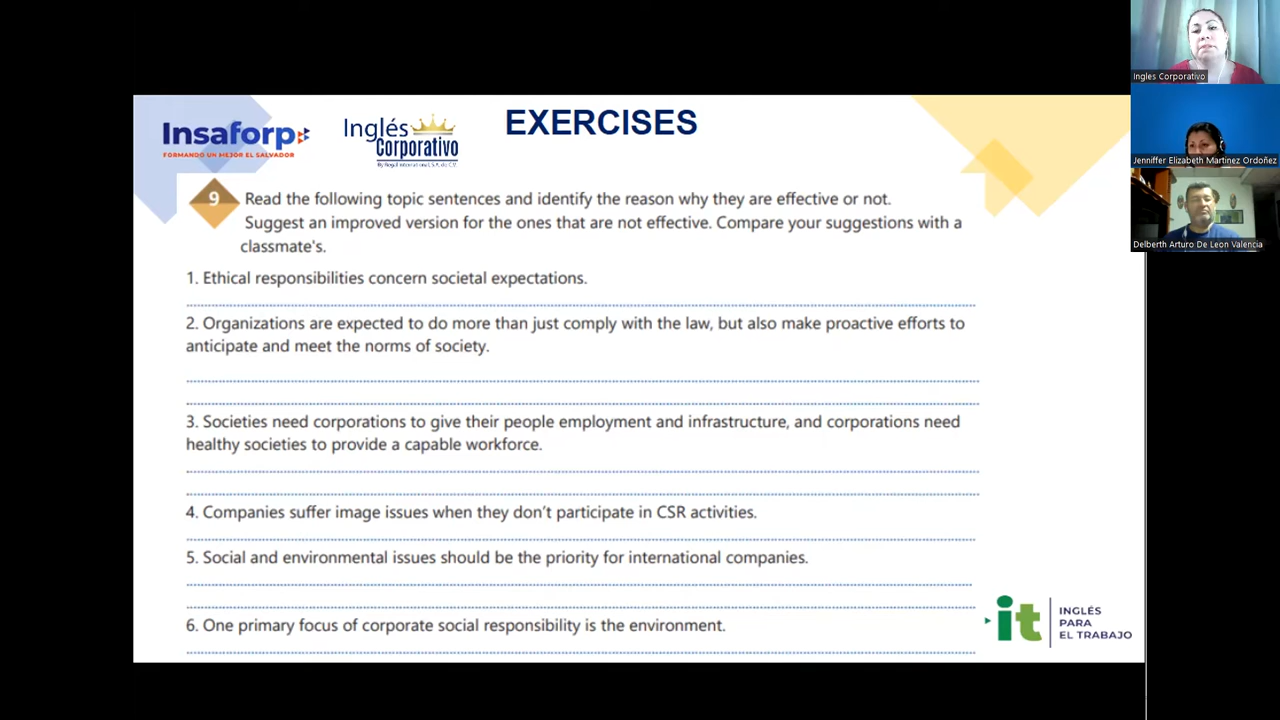 EXERCISES
Insaforp
FORMANDO UN MEJOR EL SALVADOR
Inglés
Corporativo
9
Read the following topic sentences and identify the reason why they are effective or not.
Suggest an improved version for the ones that are not effective. Compare your suggestions with a
classmate's.
1. Ethical responsibilities concern societal expectations.
2. Organizations are expected to do more than just comply with the law, but also make proactive efforts to
anticipate and meet the norms of society.
3. Societies need corporations to give their people employment and infrastructure, and corporations need
healthy societies to provide a capable workforce.
4. Companies suffer image issues when they don't participate in CSR activities.
5. Social and environmental issues should be the priority for international companies.
6. One primary focus of corporate social responsibility is the environment.
it
INGLÉS
PARA
EL TRABAJO
Ingles Corporativo
Jenniffer Elizabeth Martinez Ordoñez
Delberth Arturo De Leon Valencia